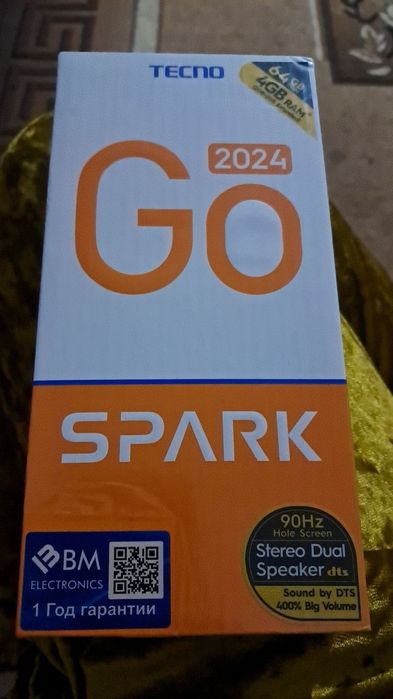 TECNO
64GB
4GB RAM*
2024
Go
SPARK
BM
ELECTRONICS
1 Год гарантии
90Hz
Hole Screen
Stereo Dual
Speaker dts
Sound by DTS
400% Big Volume